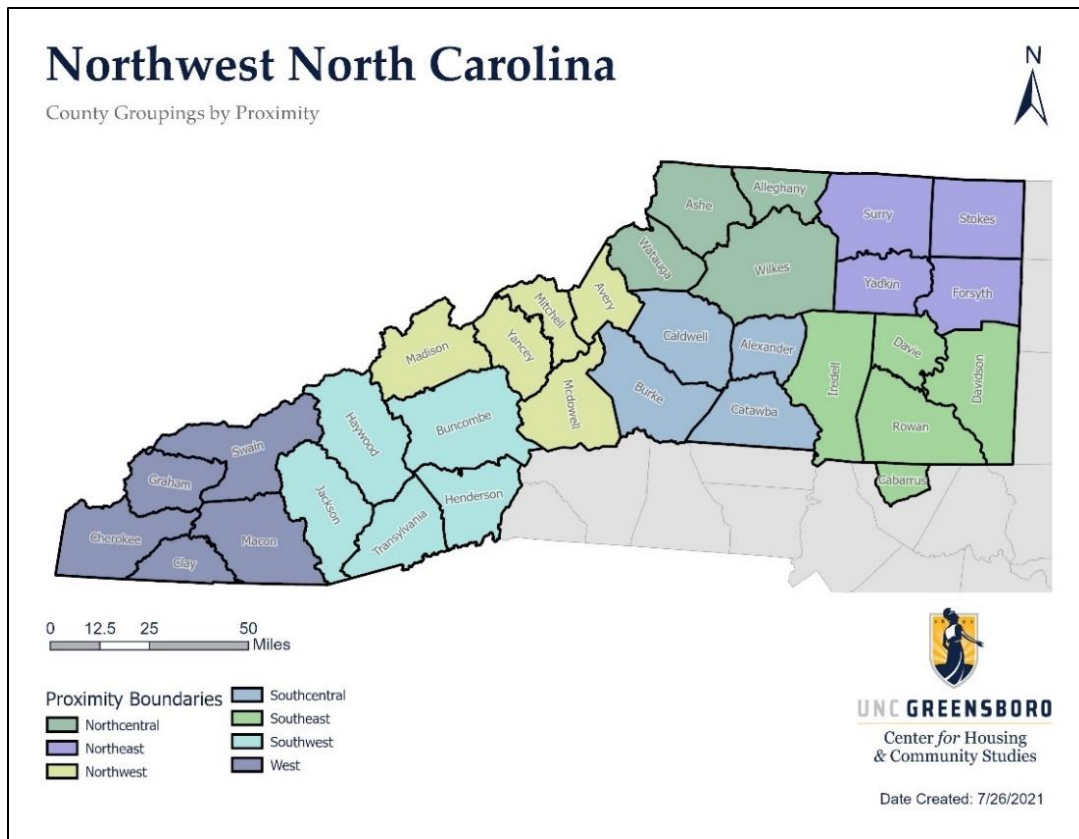 Northwest North Carolina
County Groupings by Proximity
N
Alleghany
Ashe
Surry
Stokes
Watauga
Wilkes
Yadkin
Forsyth
Avery
Mitchell
Yancey
Madison
Caldwell
Alexander
Davie
Iredell
Davidson
Mcdowell
Burke
Catawba
Rowan
Buncombe
Haywood
Swain
Cabarrus
Graham
Jackson
Henderson
Transylvania
Cherokee
Macon
Clay
0 12.5 25 50
Miles
Proximity Boundaries
Northcentral
Northeast
Northwest
Southcentral
Southeast
Southwest
West
UNC GREENSBORO
Center for Housing
& Community Studies
Date Created: 7/26/2021